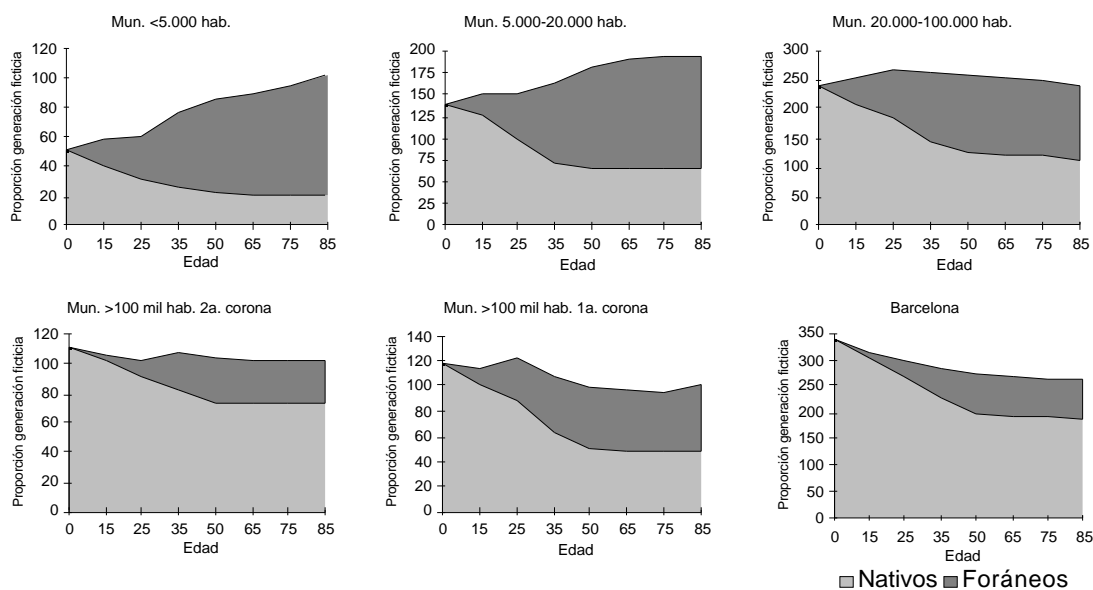 Mun. <5.000 hab.
Proporción generación ficticia
120
100
80
60
40
20
0
0 15 25 35 50 65 75 85
Edad
Mun. 5.000-20.000 hab.
Proporción generación ficticia
200
175
150
125
100
75
50
25
0
0 15 25 35 50 65 75 85
Edad
Mun. 20.000-100.000 hab.
Proporción generación ficticia
300
250
200
150
100
50
0
0 15 25 35 50 65 75 85
Edad
Mun. >100 mil hab. 2a. corona
Proporción generación ficticia
120
100
80
60
40
20
0
0 15 25 35 50 65 75 85
Edad
Mun. >100 mil hab. 1a. corona
Proporción generación ficticia
140
120
100
80
60
40
20
0
0 15 25 35 50 65 75 85
Edad
Barcelona
Proporción generación ficticia
350
300
250
200
150
100
50
0
0 15 25 35 50 65 75 85
Edad
Nativos Foráneos